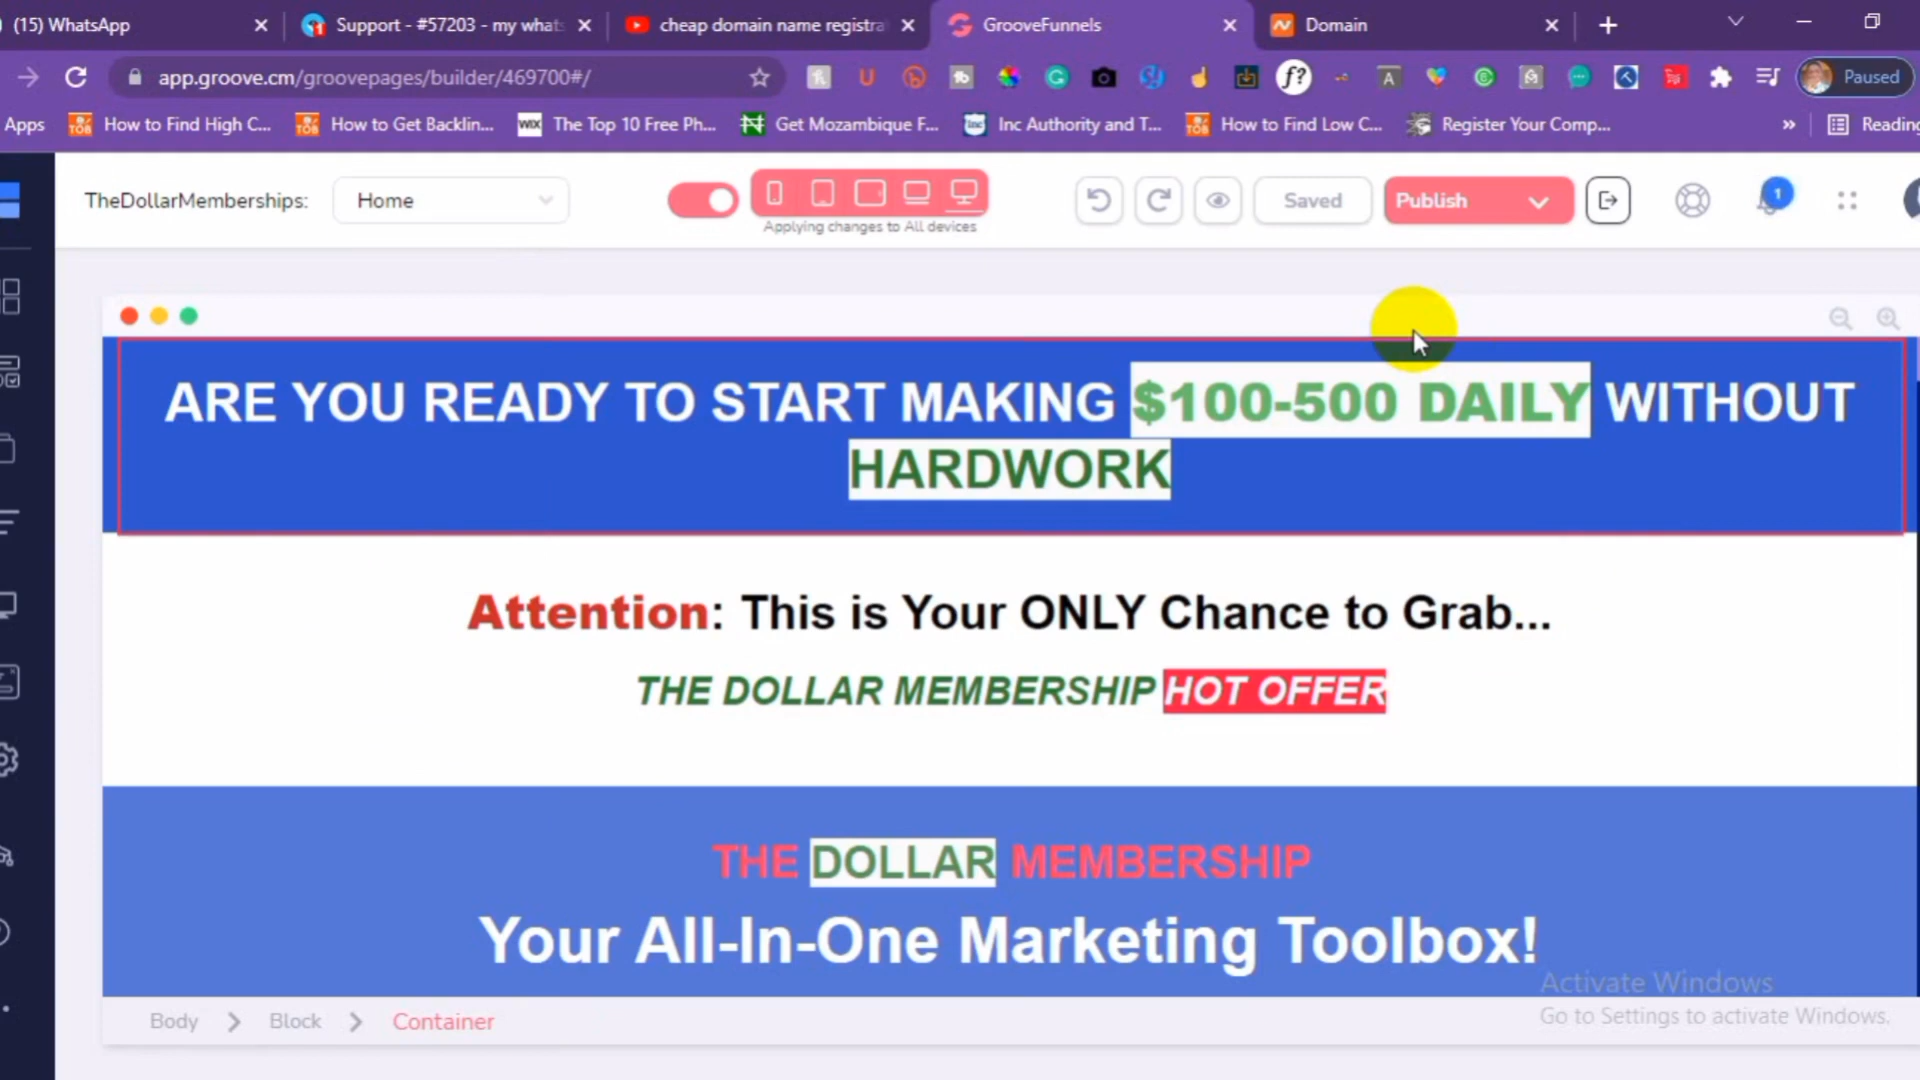 (15) WhatsApp
Support - #57203 - my whats
cheap domain name registra
GrooveFunnels
Domain
app.groove.cm/groovepages/builder/469700#/
Paused
Apps
How to Find High C...
How to Get Backlin...
WIX
The Top 10 Free Ph...
Get Mozambique F...
Inc Authority and T...
How to Find Low C...
Register Your Comp...
Reading
TheDollarMemberships:
Home
Applying changes to All devices
Saved
Publish
1
ARE YOU READY TO START MAKING $100-500 DAILY WITHOUT
HARDWORK
Attention: This is Your ONLY Chance to Grab...
THE DOLLAR MEMBERSHIP HOT OFFER
THE DOLLAR MEMBERSHIP
Your All-In-One Marketing Toolbox!
Activate Windows
Go to Settings to activate Windows.
Body
Block
Container